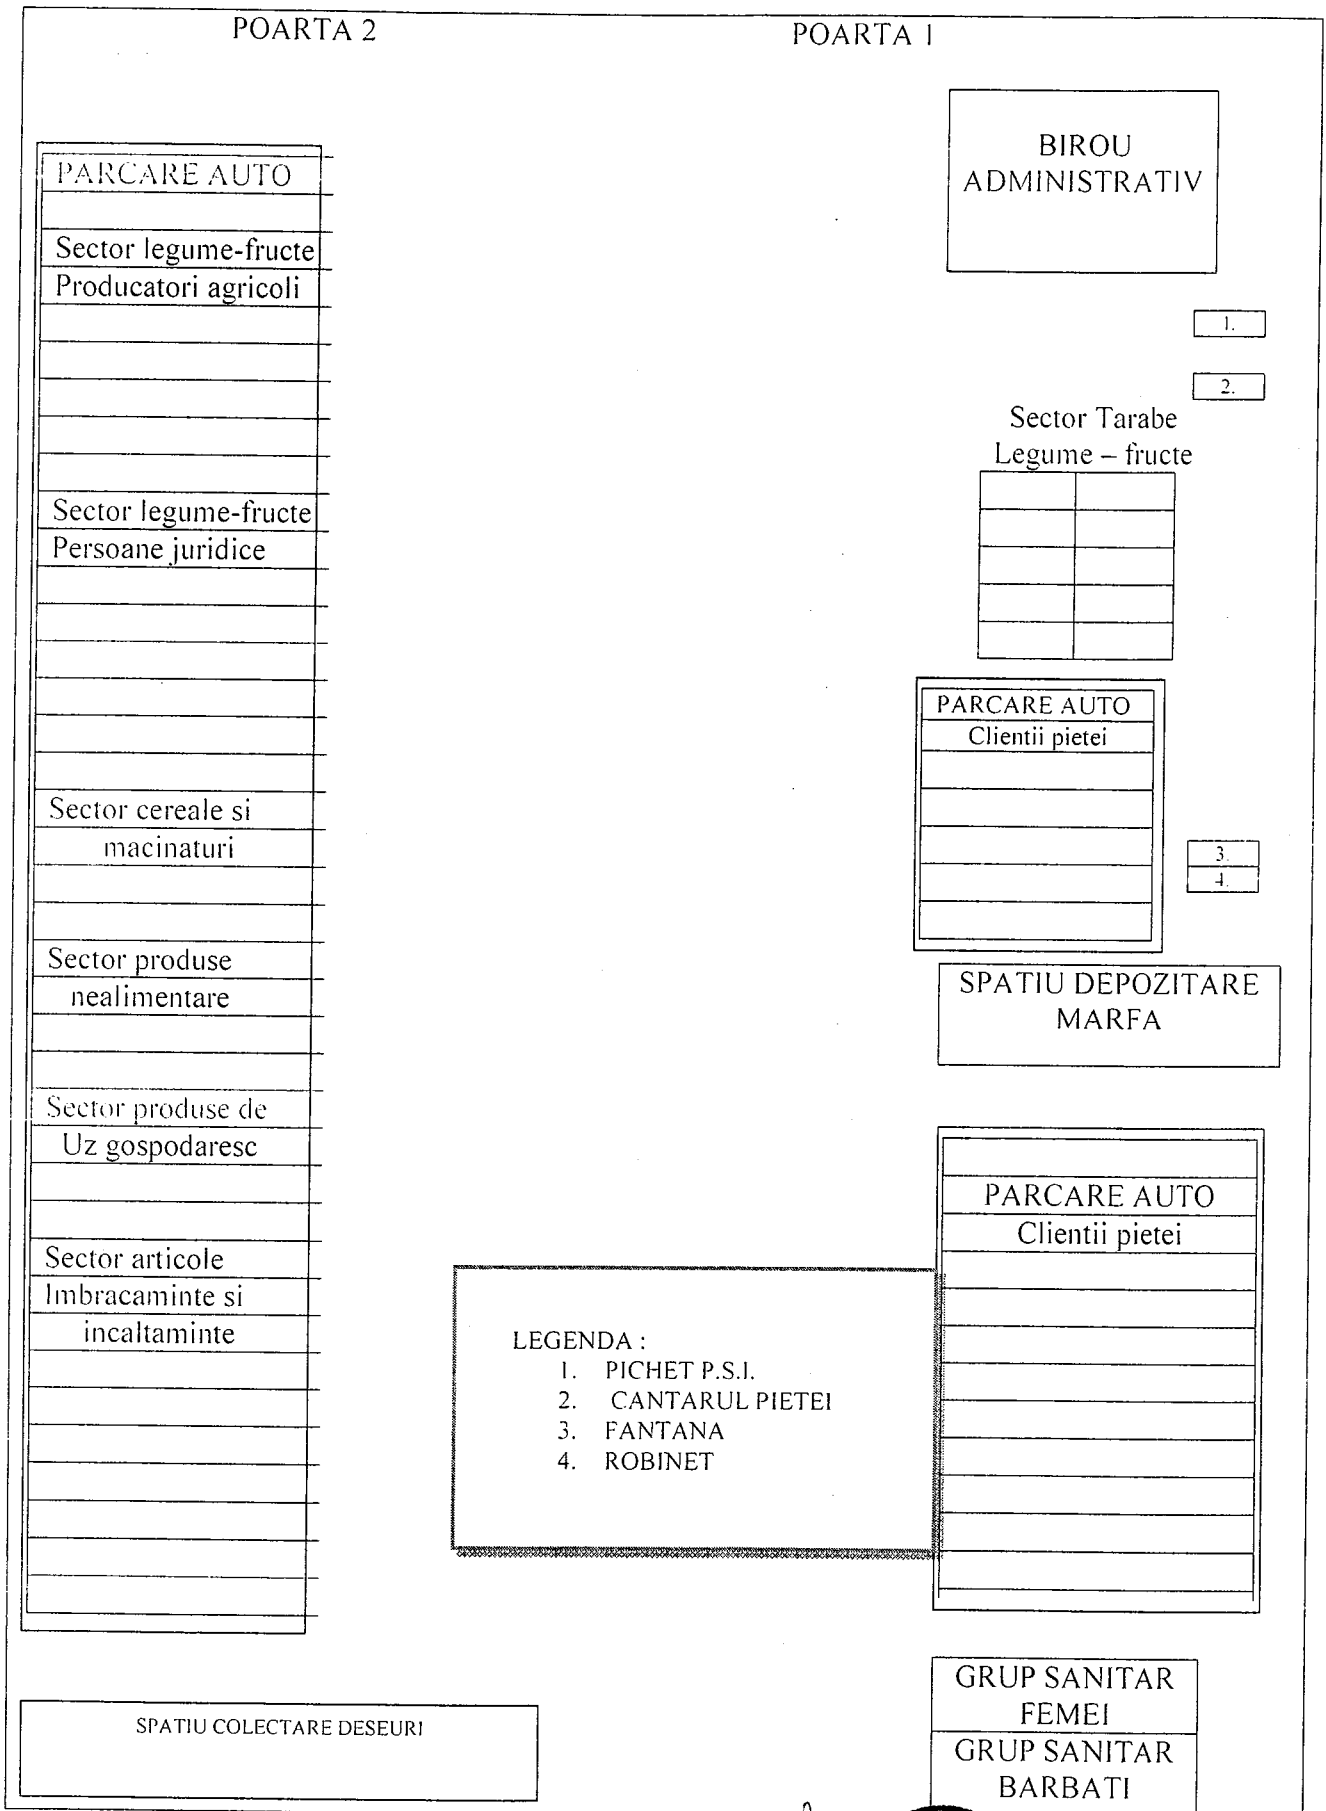 POARTA 2
POARTA 1
BIROU
ADMINISTRATIV
PARCARE AUTO
Sector legume-fructe
Producatori agricoli
Sector legume-fructe
Persoane juridice
Sector cereale si
macinaturi
Sector produse
nealimentare
Sector produse de
Uz gospodaresc
Sector articole
Imbracaminte si
incaltaminte
1.
2.
Sector Tarabe
Legume – fructe
PARCARE AUTO
Clientii pietei
3.
4.
SPATIU DEPOZITARE
MARFA
PARCARE AUTO
Clientii pietei
LEGENDA :
1. PICHET P.S.I.
2. CANTARUL PIETEI
3. FANTANA
4. ROBINET
SPATIU COLECTARE DESEURI
GRUP SANITAR
FEMEI
GRUP SANITAR
BARBATI